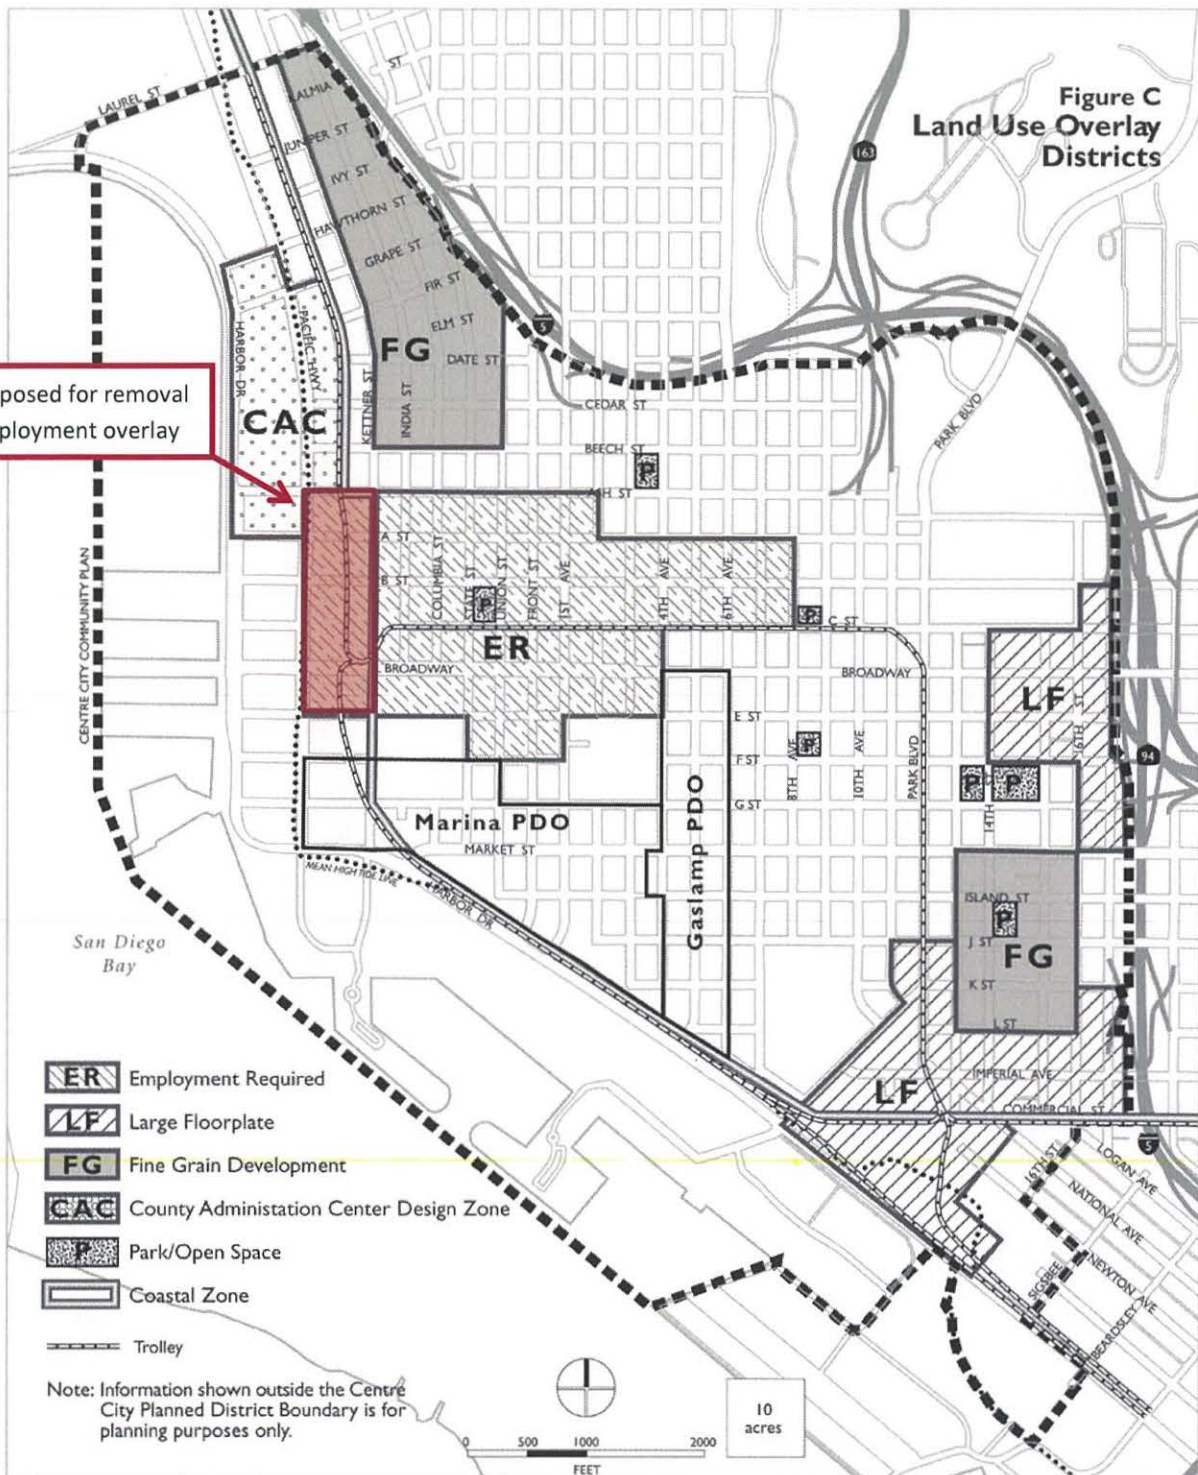 Figure C
Land Use Overlay
Districts
LAUREL ST
ST
JUNIPER ST
IVY ST
HAWTHORN ST
GRAPE ST
FIR ST
ELM ST
DATE ST
FG
163
5
HARBOR DR
PACIFIC HWY
KETTNER ST
INDIA ST
CEDAR ST
posed for removal
ployment overlay
CAC
BEECH ST
P
ASH ST
PARK BLVD
A ST
B ST
COLUMBIA ST
STATE ST
UNION ST
FRONT ST
1ST AVE
4TH AVE
6TH AVE
P
P
C ST
ER
BROADWAY
BROADWAY
CENTRE CITY COMMUNITY PLAN
LF
16TH ST
E ST
F ST
G ST
8TH AVE
P
10TH AVE
PARK BLVD
P
P
14TH
94
Marina PDO
MARKET ST
Gaslamp PDO
MEAN HIGH TIDE LINE
HARBOR DR
ISLAND ST
P
J ST
FG
K ST
L ST
San Diego
Bay
IMPERIAL AVE
LF
COMMERCIAL ST
5
16TH ST
LOGAN AVE
NATIONAL AVE
NEWTON AVE
SIGSBEE
BEARDSLEY
ER Employment Required
LF Large Floorplate
FG Fine Grain Development
CAC County Administation Center Design Zone
P Park/Open Space
Coastal Zone
Trolley
Note: Information shown outside the Centre
City Planned District Boundary is for
planning purposes only.
0 500 1000 2000
FEET
10
acres